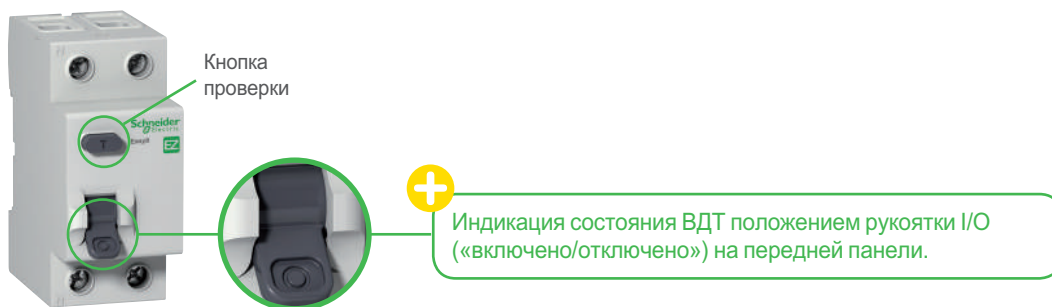 Кнопка
проверки
Schneider
Electric
Easy9
EZ
T
Индикация состояния ВДТ положением рукоятки I/O
(«включено/отключено») на передней панели.